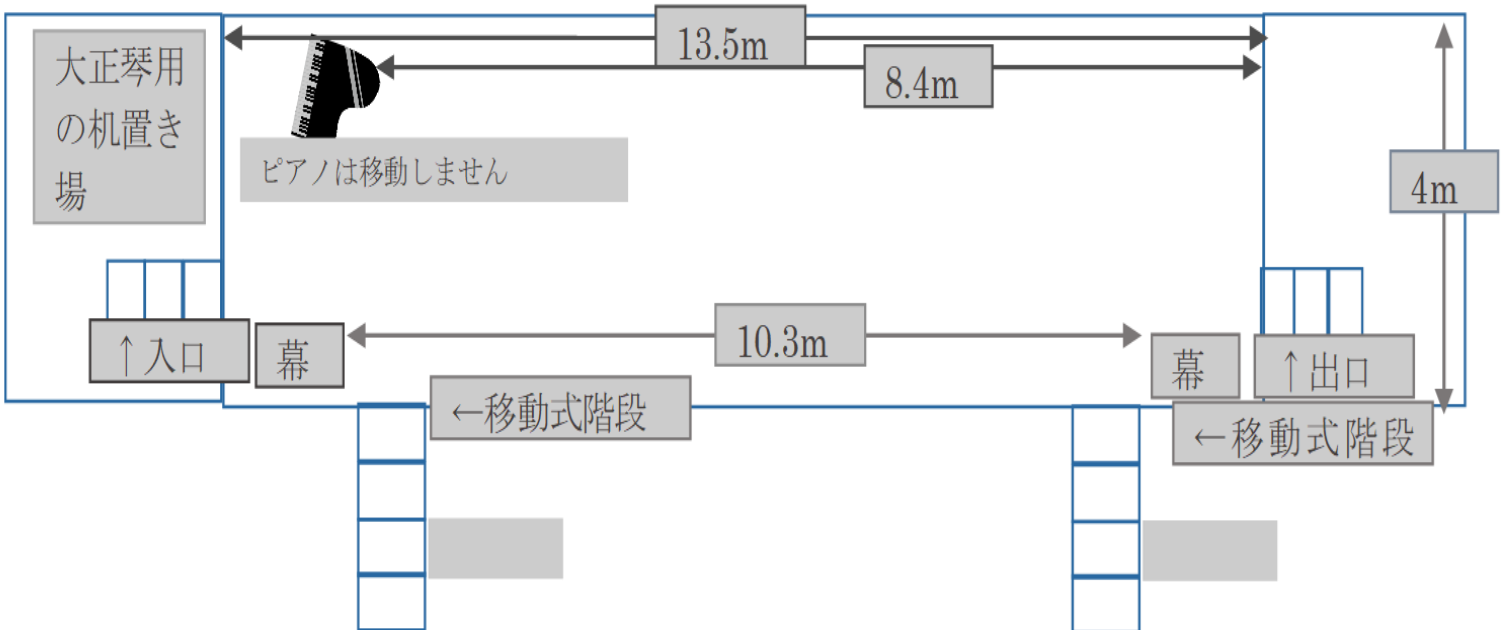 13.5m
8.4m
大正琴用
の机置き
場
ピアノは移動しません
4m
10.3m
↑入口
幕
幕
↑出口
←移動式階段
←移動式階段